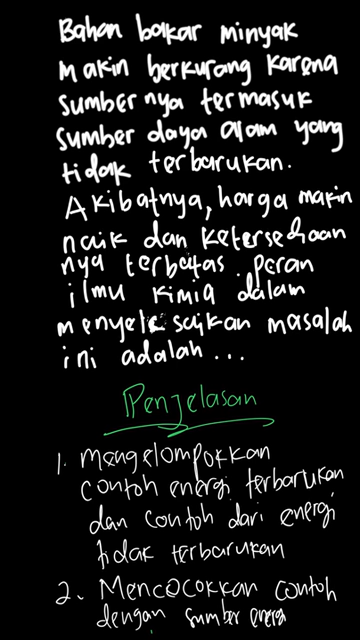 Bahan bakar minyak
makin berkurang karena
sumber nya termasuk
sumber daya alam yang
tidak terbarukan.
Akibatnya, harga makin
naik dan ketersediaan
nya terbatas. peran
ilmu kimia dalam
menyelesaikan masalah
ini adalah ...
Penjelasan
1. Mengelompokkan
contoh energi terbarukan
dan contoh dari energi
tidak terbarukan
2. Mencocokkan contoh
dengan sumber energi